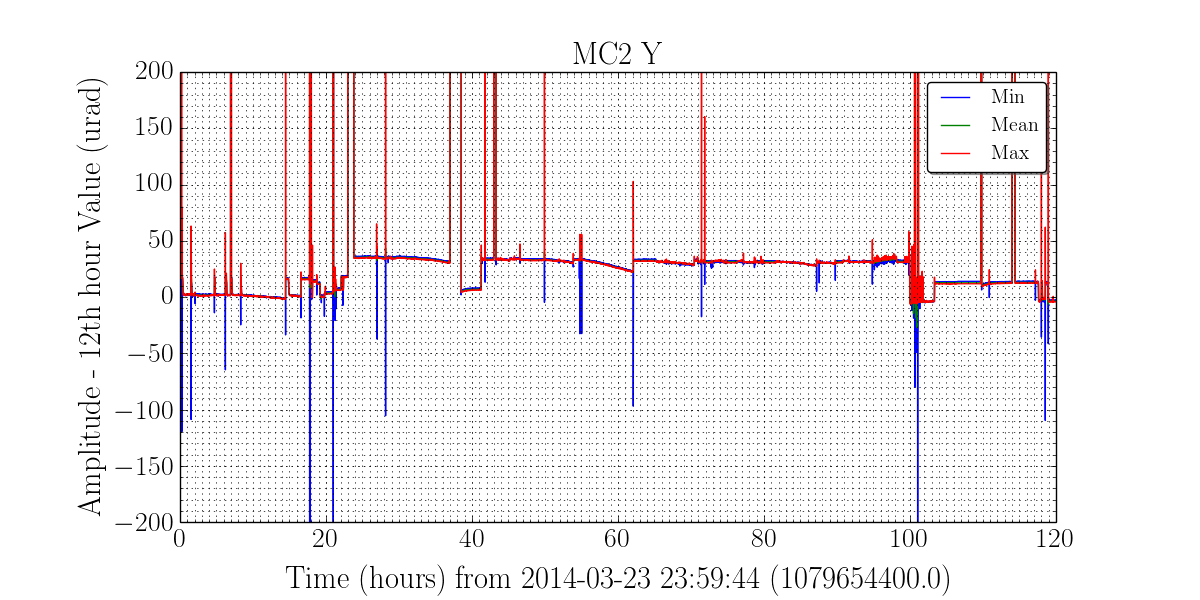 MC2 Y
Amplitude - 12th hour Value (urad)
200
150
100
50
0
−50
−100
−150
−200
Min
Mean
Max
0 20 40 60 80 100 120
Time (hours) from 2014-03-23 23:59:44 (1079654400.0)